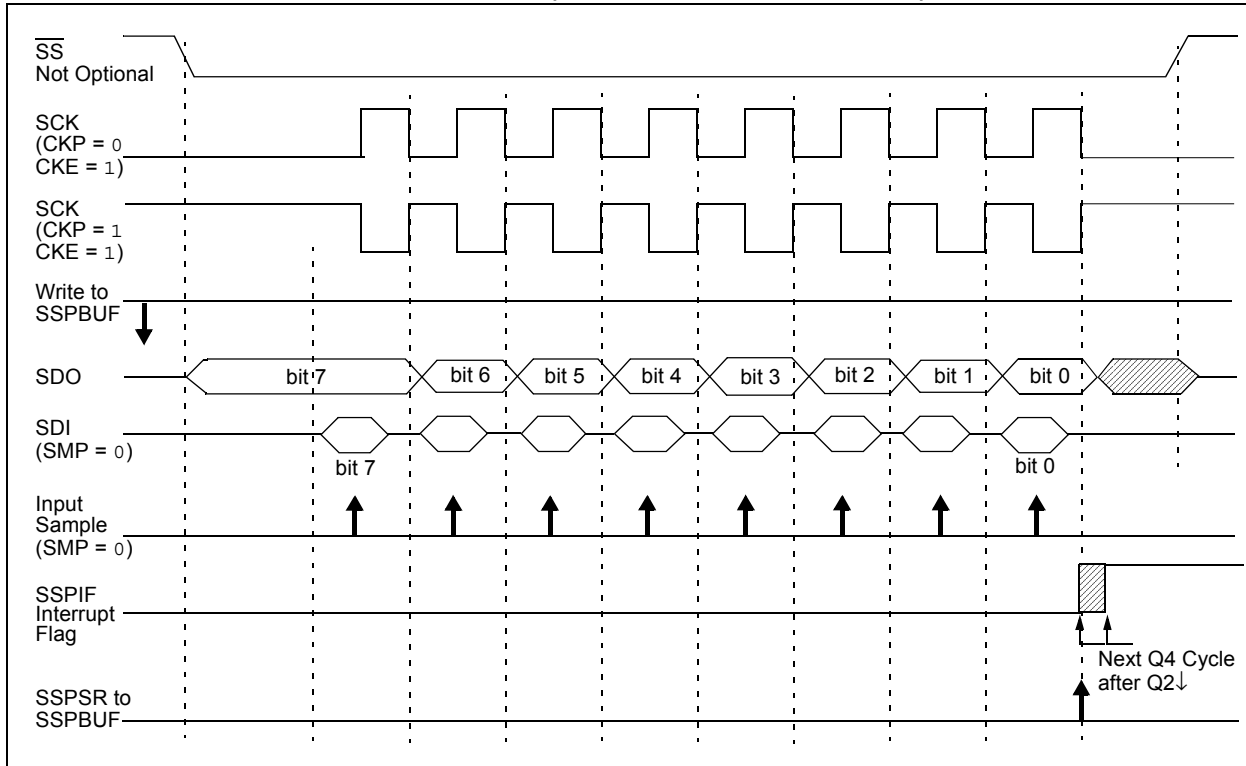 SS
Not Optional
SCK
(CKP = 0
CKE = 1)
SCK
(CKP = 1
CKE = 1)
Write to
SSPBUF
SDO
bit 7
bit 6
bit 5
bit 4
bit 3
bit 2
bit 1
bit 0
SDI
(SMP = 0)
bit 7
bit 0
Input
Sample
(SMP = 0)
SSPIF
Interrupt
Flag
Next Q4 Cycle
after Q2↓
SSPSR to
SSPBUF